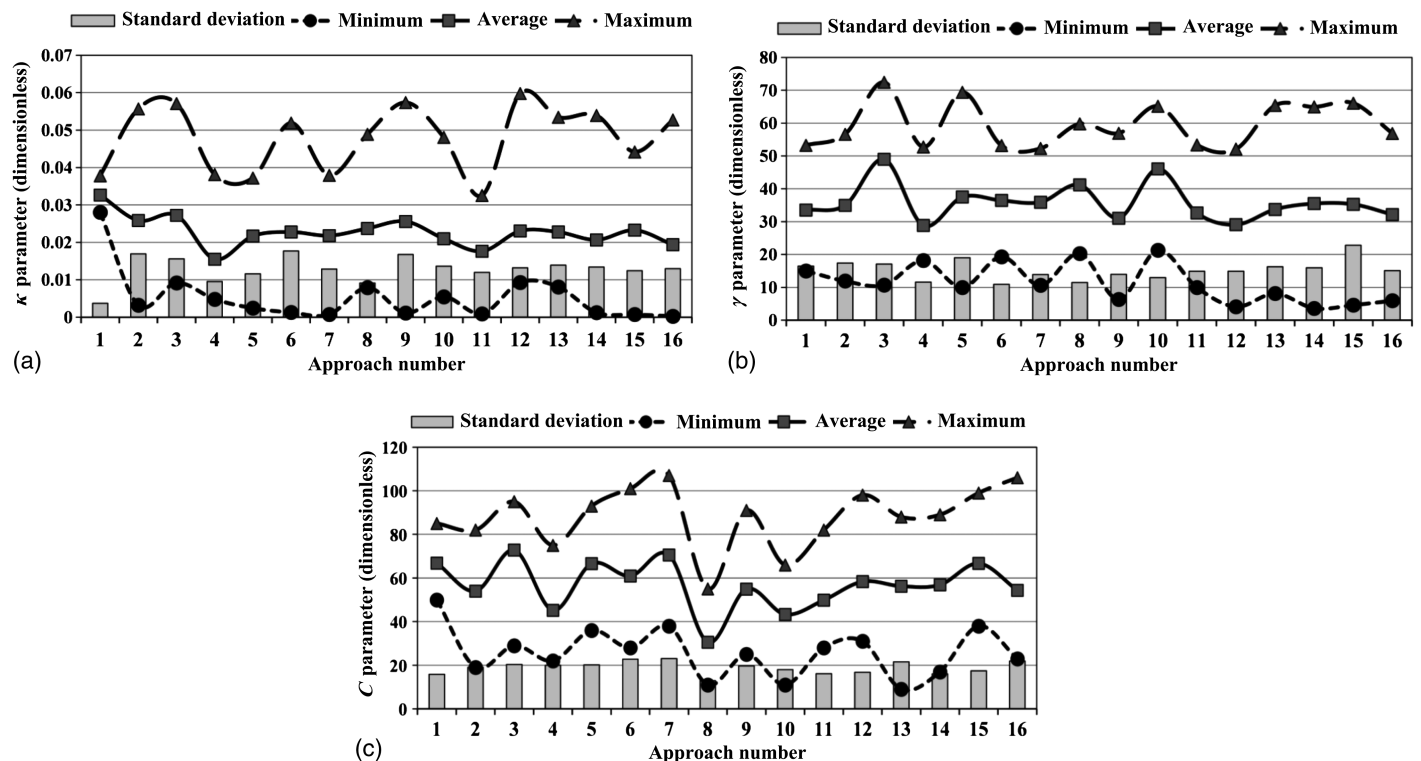 Standard deviation Minimum Average Maximum
κ parameter (dimensionless)
0.07
0.06
0.05
0.04
0.03
0.02
0.01
0
1 2 3 4 5 6 7 8 9 10 11 12 13 14 15 16
Approach number
(a)
Standard deviation Minimum Average Maximum
γ parameter (dimensionless)
80
70
60
50
40
30
20
10
0
1 2 3 4 5 6 7 8 9 10 11 12 13 14 15 16
Approach number
(b)
Standard deviation Minimum Average Maximum
C parameter (dimensionless)
120
100
80
60
40
20
0
1 2 3 4 5 6 7 8 9 10 11 12 13 14 15 16
Approach number
(c)